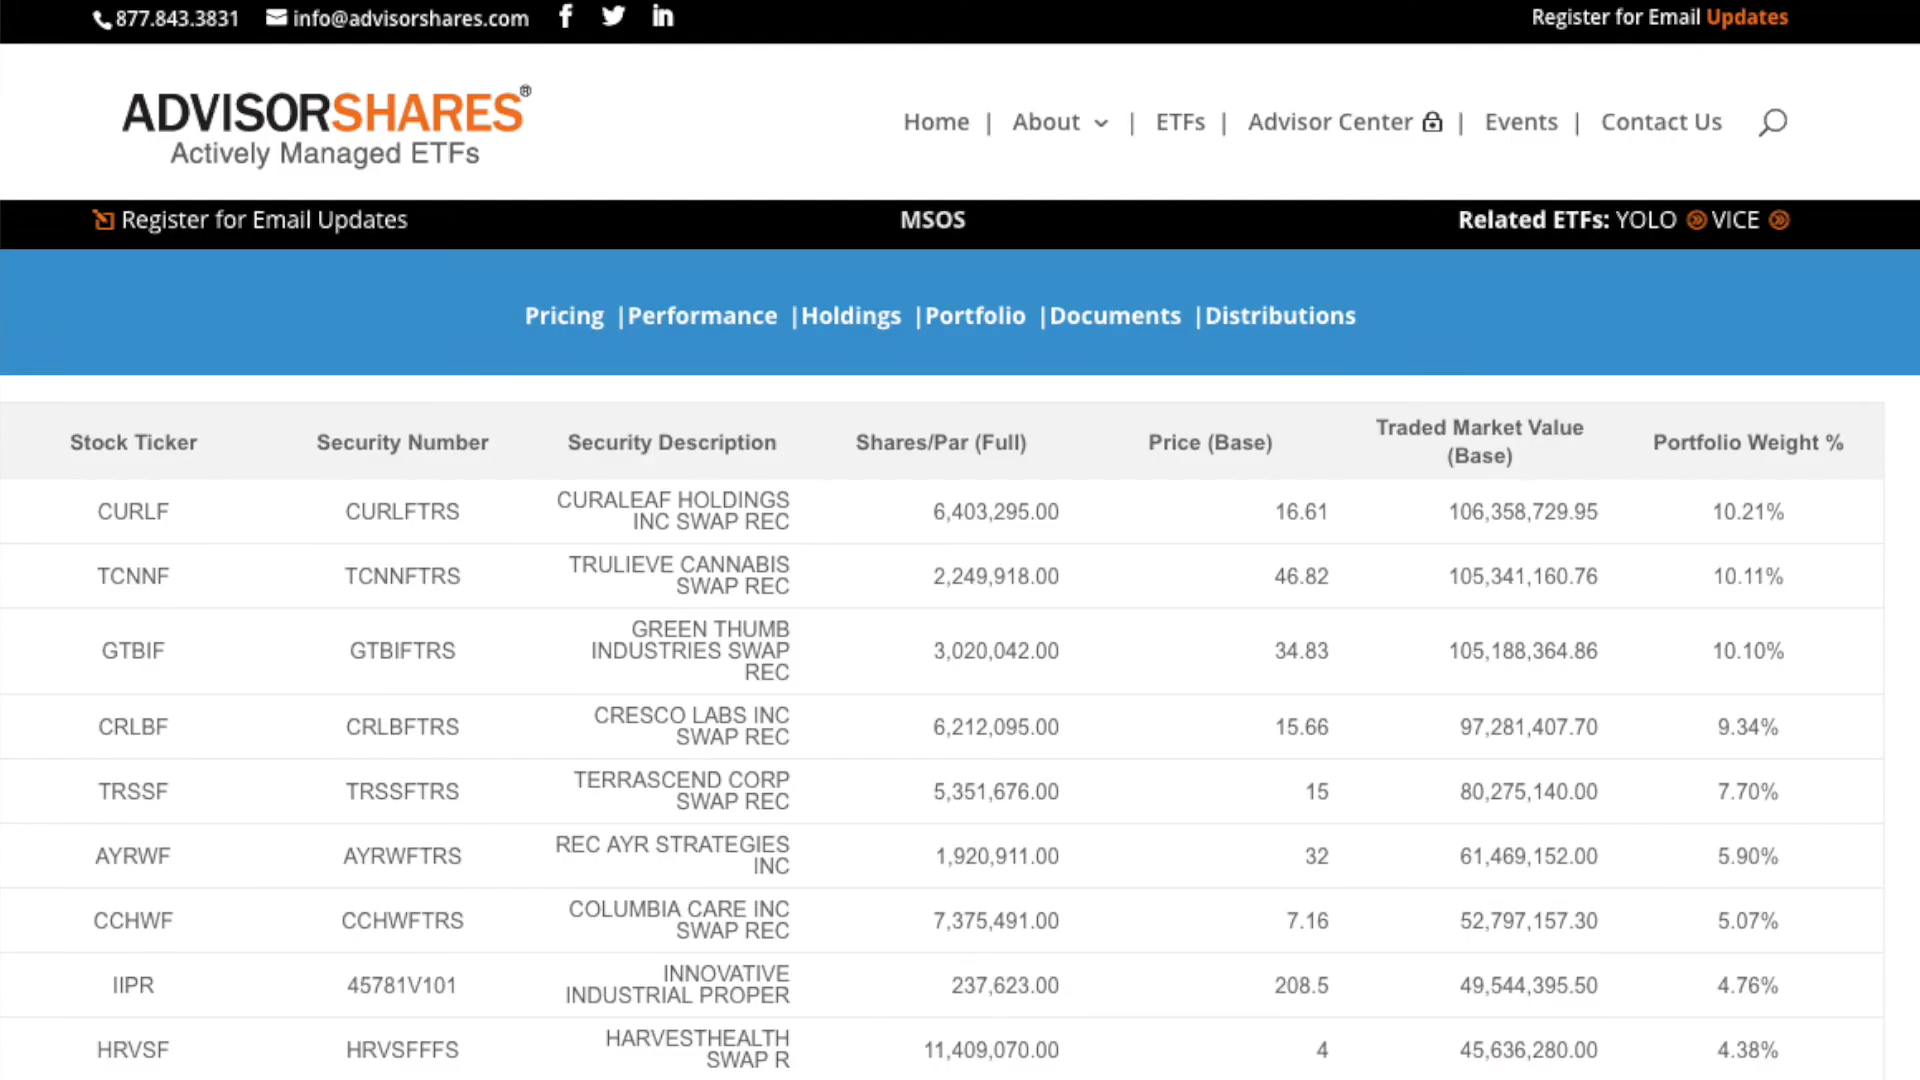 877.843.3831 info@advisorshares.com Register for Email Updates
ADVISORSHARES®
Actively Managed ETFs
Home | About | ETFs | Advisor Center | Events | Contact Us
Register for Email Updates MSOS Related ETFs: YOLO VICE
Pricing |Performance |Holdings |Portfolio |Documents |Distributions
Stock Ticker Security Number Security Description Shares/Par (Full) Price (Base) Traded Market Value (Base) Portfolio Weight %
CURLF CURLFTRS CURALEAF HOLDINGS INC SWAP REC 6,403,295.00 16.61 106,358,729.95 10.21%
TCNNF TCNNFTRS TRULIEVE CANNABIS SWAP REC 2,249,918.00 46.82 105,341,160.76 10.11%
GTBIF GTBIFTRS GREEN THUMB INDUSTRIES SWAP REC 3,020,042.00 34.83 105,188,364.86 10.10%
CRLBF CRLBFTRS CRESCO LABS INC SWAP REC 6,212,095.00 15.66 97,281,407.70 9.34%
TRSSF TRSSFTRS TERRASCEND CORP SWAP REC 5,351,676.00 15 80,275,140.00 7.70%
AYRWF AYRWFTRS REC AYR STRATEGIES INC 1,920,911.00 32 61,469,152.00 5.90%
CCHWF CCHWFTRS COLUMBIA CARE INC SWAP REC 7,375,491.00 7.16 52,797,157.30 5.07%
IIPR 45781V101 INNOVATIVE INDUSTRIAL PROPER 237,623.00 208.5 49,544,395.50 4.76%
HRVSF HRVSFFFS HARVESTHEALTH SWAP R 11,409,070.00 4 45,636,280.00 4.38%